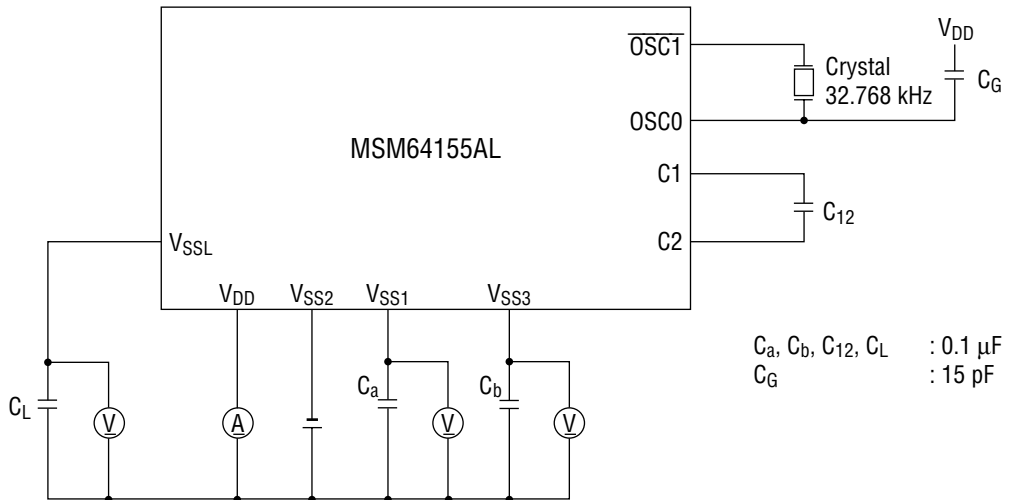 OSC1
Crystal
32.768 kHz
V_DD
C_G
OSC0
MSM64155AL
C1
C_12
C2
V_SSL
V_DD
V_SS2
V_SS1
V_SS3
C_a, C_b, C_12, C_L : 0.1 µF
C_G : 15 pF
C_L
V
A
C_a
V
C_b
V